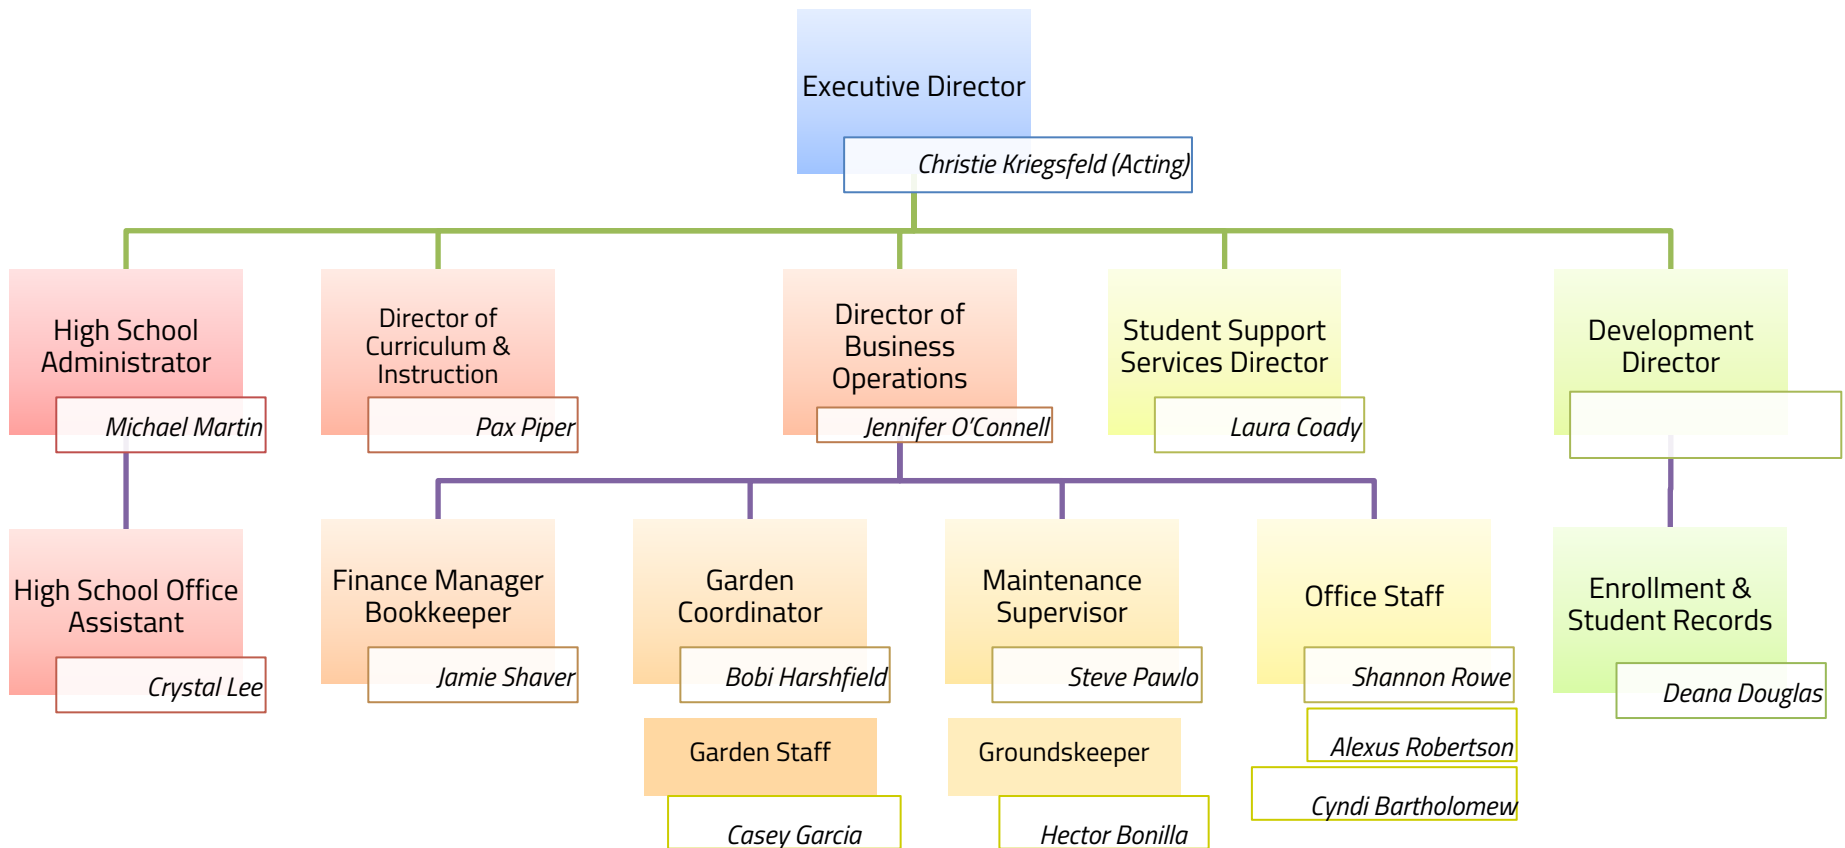 Executive Director
Christie Kriegsfeld (Acting)
High School
Administrator
Michael Martin
Director of
Curriculum &
Instruction
Pax Piper
Director of
Business
Operations
Jennifer O'Connell
Student Support
Services Director
Laura Coady
Development
Director
High School Office
Assistant
Crystal Lee
Finance Manager
Bookkeeper
Jamie Shaver
Garden
Coordinator
Bobi Harshfield
Garden Staff
Casey Garcia
Maintenance
Supervisor
Steve Pawlo
Groundskeeper
Hector Bonilla
Office Staff
Shannon Rowe
Alexus Robertson
Cyndi Bartholomew
Enrollment &
Student Records
Deana Douglas